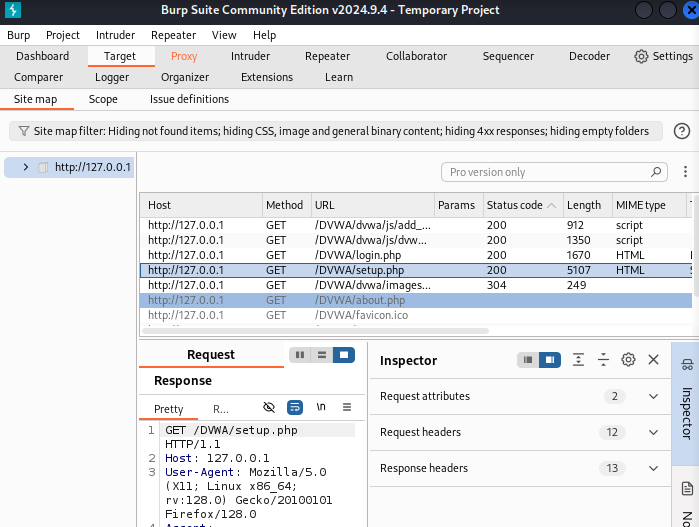 Burp Suite Community Edition v2024.9.4 - Temporary Project
Burp Project Intruder Repeater View Help
Dashboard Target Proxy Intruder Repeater Collaborator Sequencer Decoder Settings
Comparer Logger Organizer Extensions Learn
Site map Scope Issue definitions
Site map filter: Hiding not found items; hiding CSS, image and general binary content; hiding 4xx responses; hiding empty folders
http://127.0.0.1
Pro version only
Host Method URL Params Status code Length MIME type
http://127.0.0.1 GET /DVWA/dvwa/js/add_... 200 912 script
http://127.0.0.1 GET /DVWA/dvwa/js/dvw... 200 1350 script
http://127.0.0.1 GET /DVWA/login.php 200 1670 HTML
http://127.0.0.1 GET /DVWA/setup.php 200 5107 HTML
http://127.0.0.1 GET /DVWA/dvwa/images... 304 249
http://127.0.0.1 GET /DVWA/about.php
http://127.0.0.1 GET /DVWA/favicon.ico
Request
Response
Pretty R... \n
1 GET /DVWA/setup.php
HTTP/1.1
2 Host: 127.0.0.1
3 User-Agent: Mozilla/5.0
(X11; Linux x86_64;
rv:128.0) Gecko/20100101
Firefox/128.0
Inspector
Request attributes 2
Request headers 12
Response headers 13
Inspector